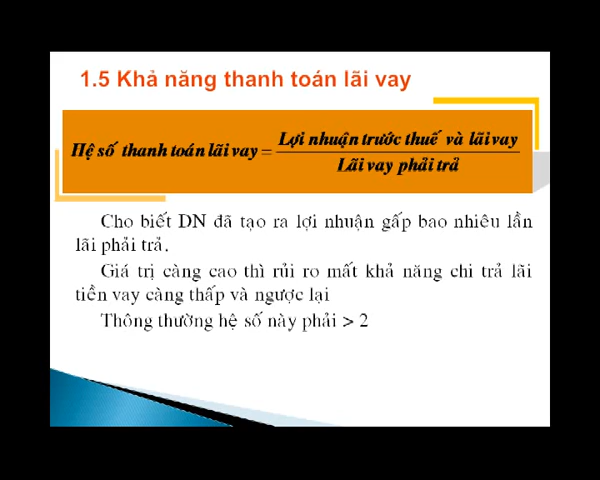 1.5 Khả năng thanh toán lãi vay
Hệ số thanh toán lãi vay = Lợi nhuận trước thuế và lãi vay / Lãi vay phải trả
Cho biết DN đã tạo ra lợi nhuận gấp bao nhiêu lần
lãi phải trả.
Giá trị càng cao thì rủi ro mất khả năng chi trả lãi
tiền vay càng thấp và ngược lại
Thông thường hệ số này phải > 2